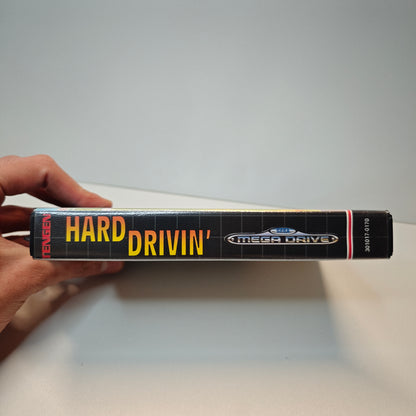 TENGEN
HARD
DRIVIN'
MEGA DRIVE
301017-0170